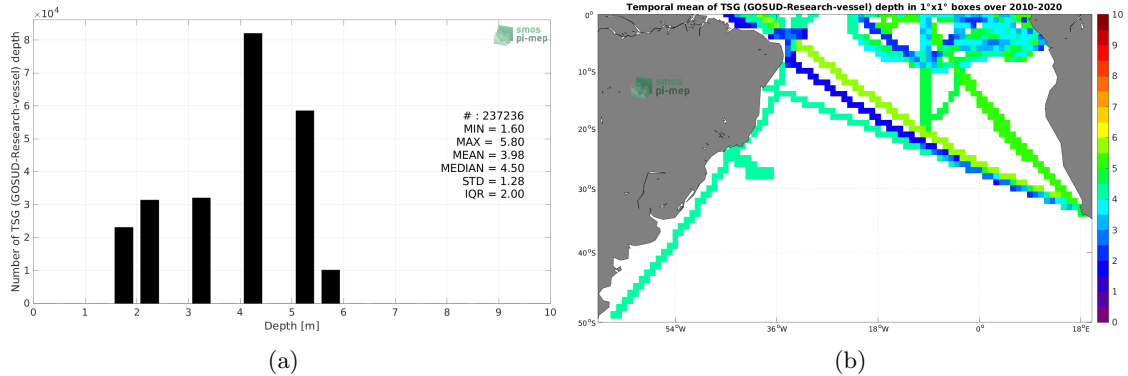 ×10⁴
8
7
6
5
4
3
2
1
0
Number of TSG (GOSUD-Research-vessel) depth
smos
pi-mep
# : 237236
MIN = 1.60
MAX = 5.80
MEAN = 3.98
MEDIAN = 4.50
STD = 1.28
IQR = 2.00
0 1 2 3 4 5 6 7 8 9 10
Depth [m]
(a)
Temporal mean of TSG (GOSUD-Research-vessel) depth in 1°x1° boxes over 2010-2020
0°
10°S
20°S
30°S
40°S
50°S
smos
pi-mep
54°W 36°W 18°W 0° 18°E
10
9
8
7
6
5
4
3
2
1
0
(b)